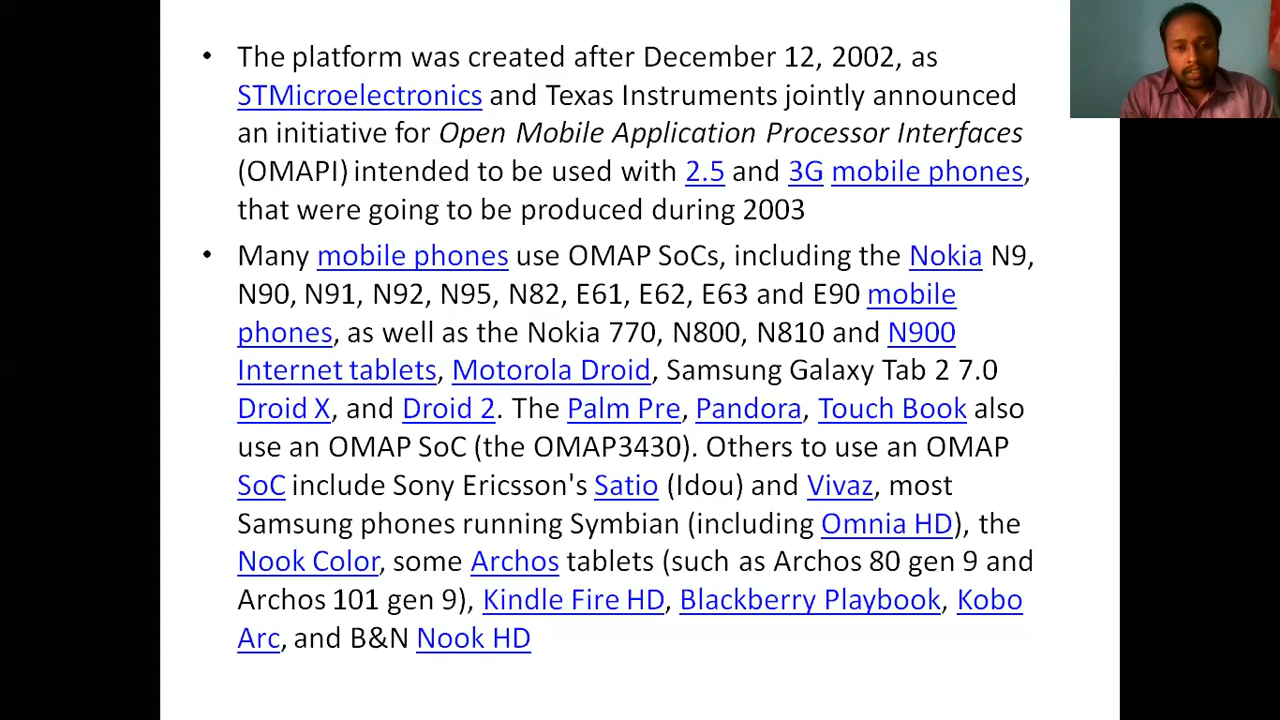 • The platform was created after December 12, 2002, as
STMicroelectronics and Texas Instruments jointly announced
an initiative for Open Mobile Application Processor Interfaces
(OMAPI) intended to be used with 2.5 and 3G mobile phones,
that were going to be produced during 2003
• Many mobile phones use OMAP SoCs, including the Nokia N9,
N90, N91, N92, N95, N82, E61, E62, E63 and E90 mobile
phones, as well as the Nokia 770, N800, N810 and N900
Internet tablets, Motorola Droid, Samsung Galaxy Tab 2 7.0
Droid X, and Droid 2. The Palm Pre, Pandora, Touch Book also
use an OMAP SoC (the OMAP3430). Others to use an OMAP
SoC include Sony Ericsson's Satio (Idou) and Vivaz, most
Samsung phones running Symbian (including Omnia HD), the
Nook Color, some Archos tablets (such as Archos 80 gen 9 and
Archos 101 gen 9), Kindle Fire HD, Blackberry Playbook, Kobo
Arc, and B&N Nook HD